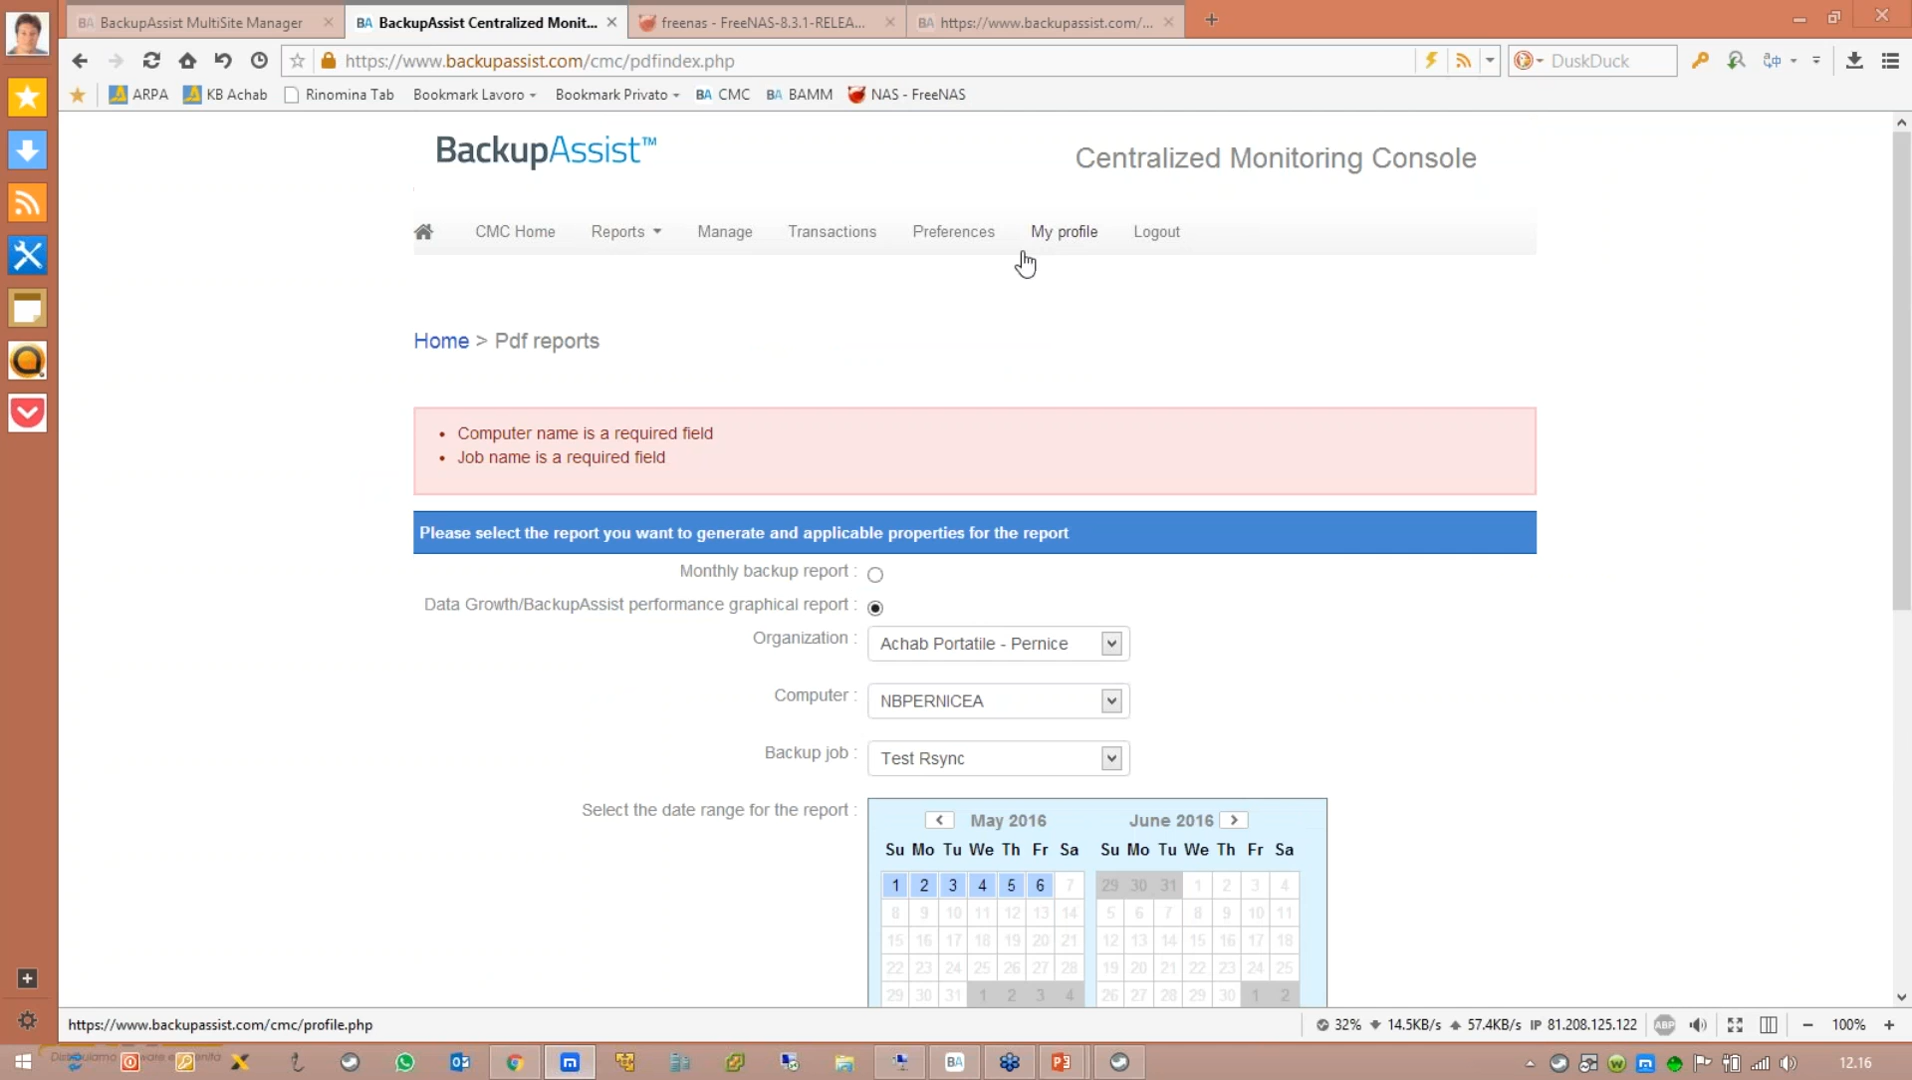 BA BackupAssist MultiSite Manager
BA BackupAssist Centralized Monit...
freenas - FreeNAS-8.3.1-RELEA...
BA https://www.backupassist.com/...
https://www.backupassist.com/cmc/pdfindex.php
DuskDuck
ARPA
KB Achab
Rinomina Tab
Bookmark Lavoro
Bookmark Privato
BA CMC
BA BAMM
NAS - FreeNAS
BackupAssist™
Centralized Monitoring Console
CMC Home
Reports
Manage
Transactions
Preferences
My profile
Logout
Home > Pdf reports
• Computer name is a required field
• Job name is a required field
Please select the report you want to generate and applicable properties for the report
Monthly backup report :
Data Growth/BackupAssist performance graphical report :
Organization : Achab Portatile - Pernice
Computer : NBPERNICEA
Backup job : Test Rsync
Select the date range for the report :
< May 2016 June 2016 >
Su Mo Tu We Th Fr Sa Su Mo Tu We Th Fr Sa
1 2 3 4 5 6 7 29 30 31 1 2 3 4
8 9 10 11 12 13 14 5 6 7 8 9 10 11
15 16 17 18 19 20 21 12 13 14 15 16 17 18
22 23 24 25 26 27 28 19 20 21 22 23 24 25
29 30 31 1 2 3 4 26 27 28 29 30 1 2
https://www.backupassist.com/cmc/profile.php
32% 14.5KB/s 57.4KB/s IP 81.208.125.122 ABP 100%
BA
12.16